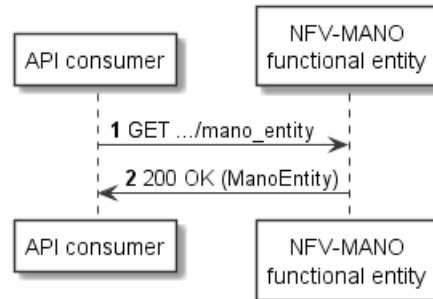 API consumer
NFV-MANO
functional entity
1 GET .../mano_entity
2 200 OK (ManoEntity)
API consumer
NFV-MANO
functional entity